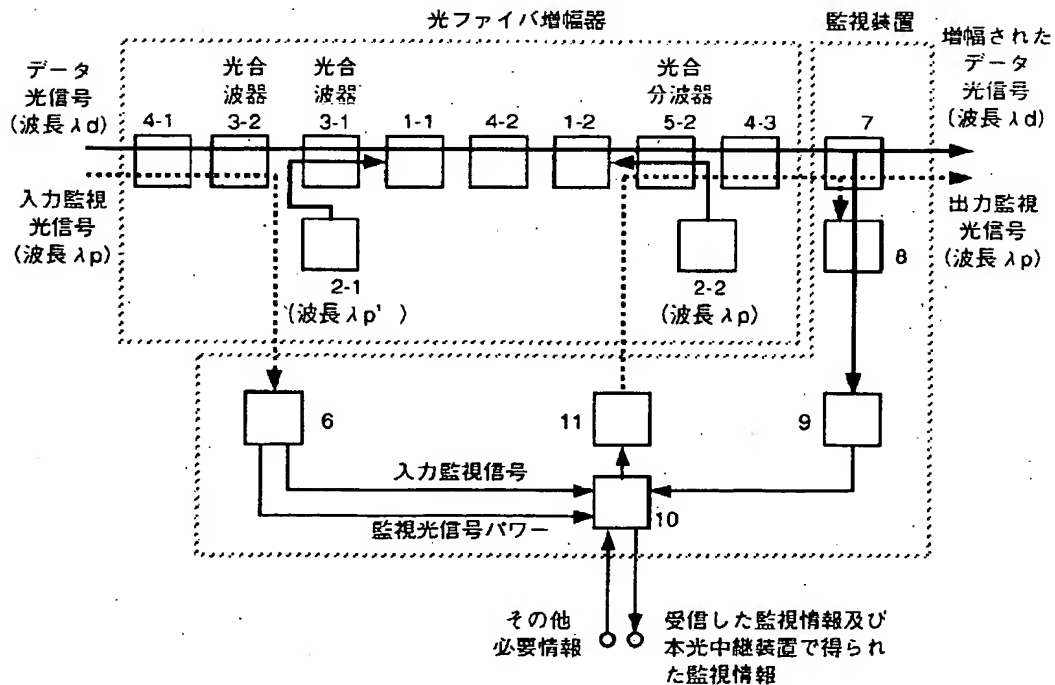 光ファイバ増幅器
監視装置
データ
光信号
(波長λd)
光合
波器
光合
波器
光合
分波器
増幅された
データ
光信号
(波長λd)
4-1
3-2
3-1
1-1
4-2
1-2
5-2
4-3
7
入力監視
光信号
(波長λp)
出力監視
光信号
(波長λp)
8
2-1
(波長λp')
2-2
(波長λp)
6
11
9
入力監視信号
監視光信号パワー
10
その他
必要情報
受信した監視情報及び
本光中継装置で得られ
た監視情報